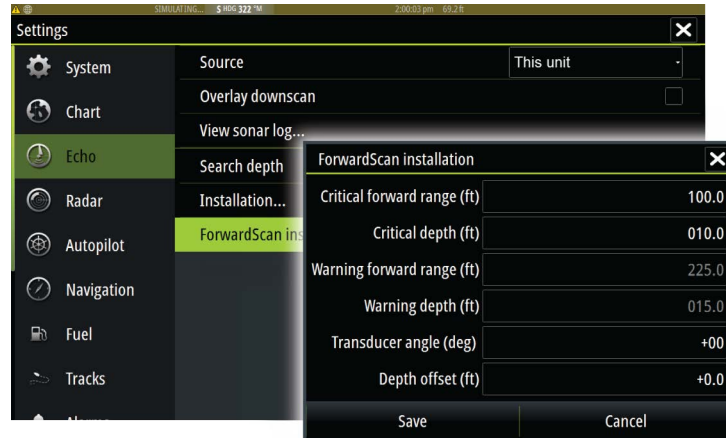 SIMULATING... S HDG 322 °M 2:00:03 pm 69.2 ft
Settings
System
Chart
Echo
Radar
Autopilot
Navigation
Fuel
Tracks
Source This unit
Overlay downscan
View sonar log...
Search depth
Installation...
ForwardScan ins
ForwardScan installation
Critical forward range (ft) 100.0
Critical depth (ft) 010.0
Warning forward range (ft) 225.0
Warning depth (ft) 015.0
Transducer angle (deg) +00
Depth offset (ft) +0.0
Save Cancel